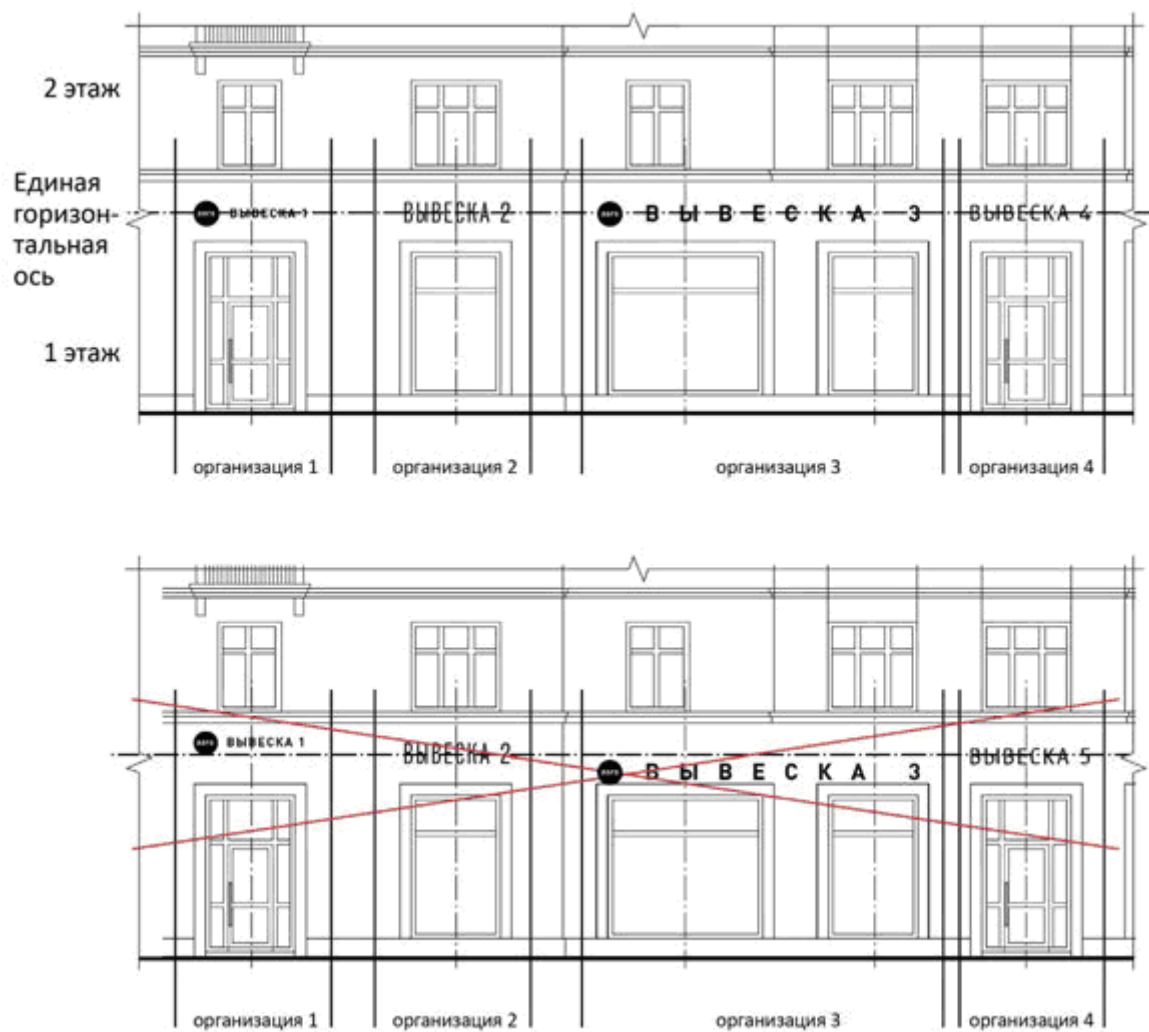 2 этаж
Единая
горизон-
тальная
ось
ВЫВЕСКА 1
ВЫВЕСКА 2
ВЫВЕСКА 3
ВЫВЕСКА 4
1 этаж
организация 1
организация 2
организация 3
организация 4
ВЫВЕСКА 1
ВЫВЕСКА 2
ВЫВЕСКА 3
ВЫВЕСКА 5
организация 1
организация 2
организация 3
организация 4